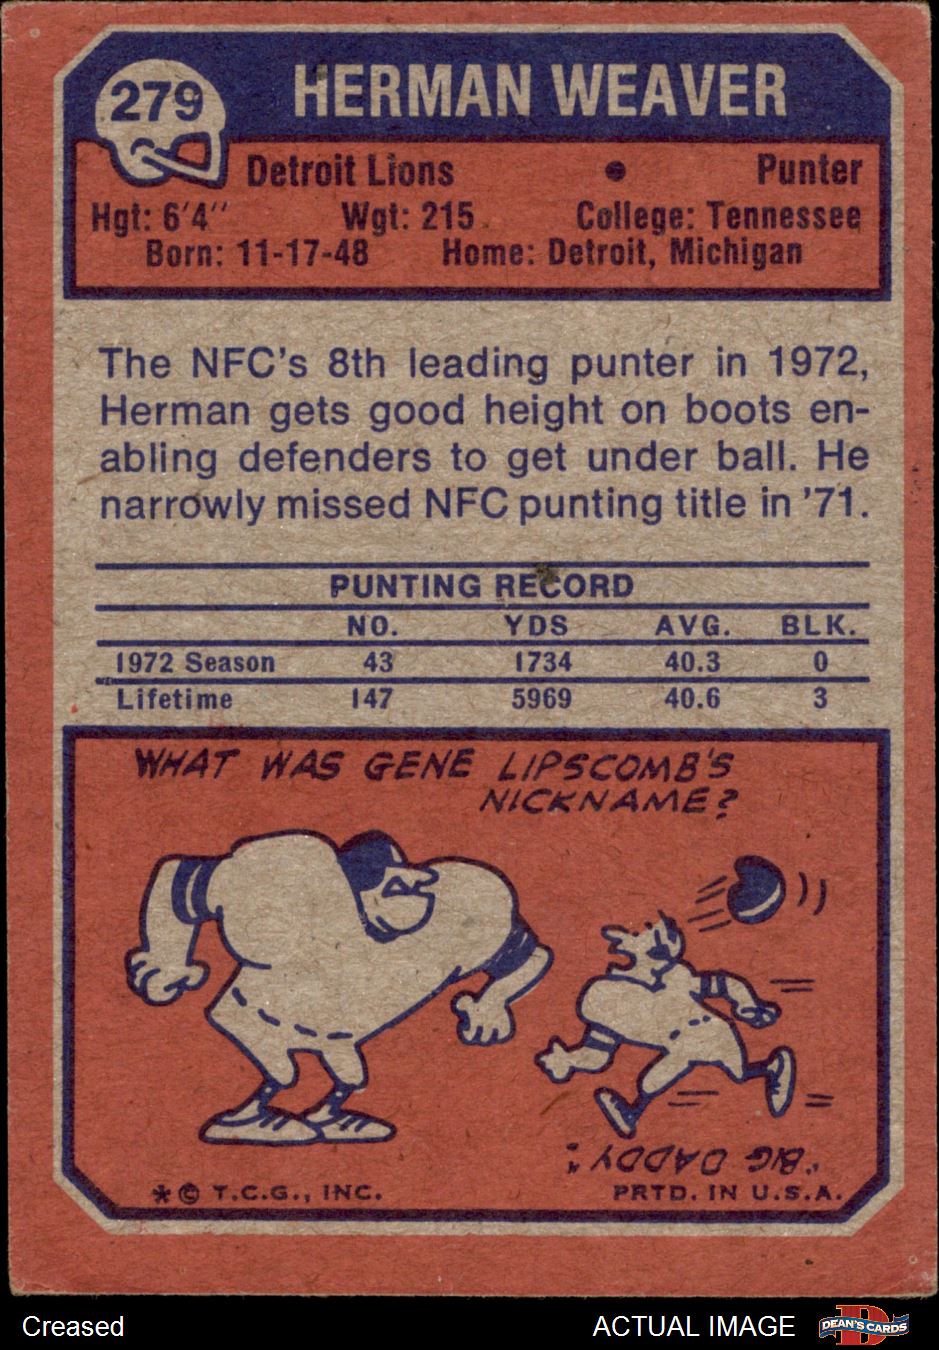 279
HERMAN WEAVER
Detroit Lions • Punter
Hgt: 6'4" Wgt: 215 College: Tennessee
Born: 11-17-48 Home: Detroit, Michigan
The NFC's 8th leading punter in 1972,
Herman gets good height on boots en-
abling defenders to get under ball. He
narrowly missed NFC punting title in '71.
PUNTING RECORD
NO. YDS AVG. BLK.
1972 Season 43 1734 40.3 0
Lifetime 147 5969 40.6 3
WHAT WAS GENE LIPSCOMB'S
NICKNAME?
"BIG DADDY"
* © T.C.G., INC. PRTD. IN U.S.A.
Creased ACTUAL IMAGE DEAN'S CARDS